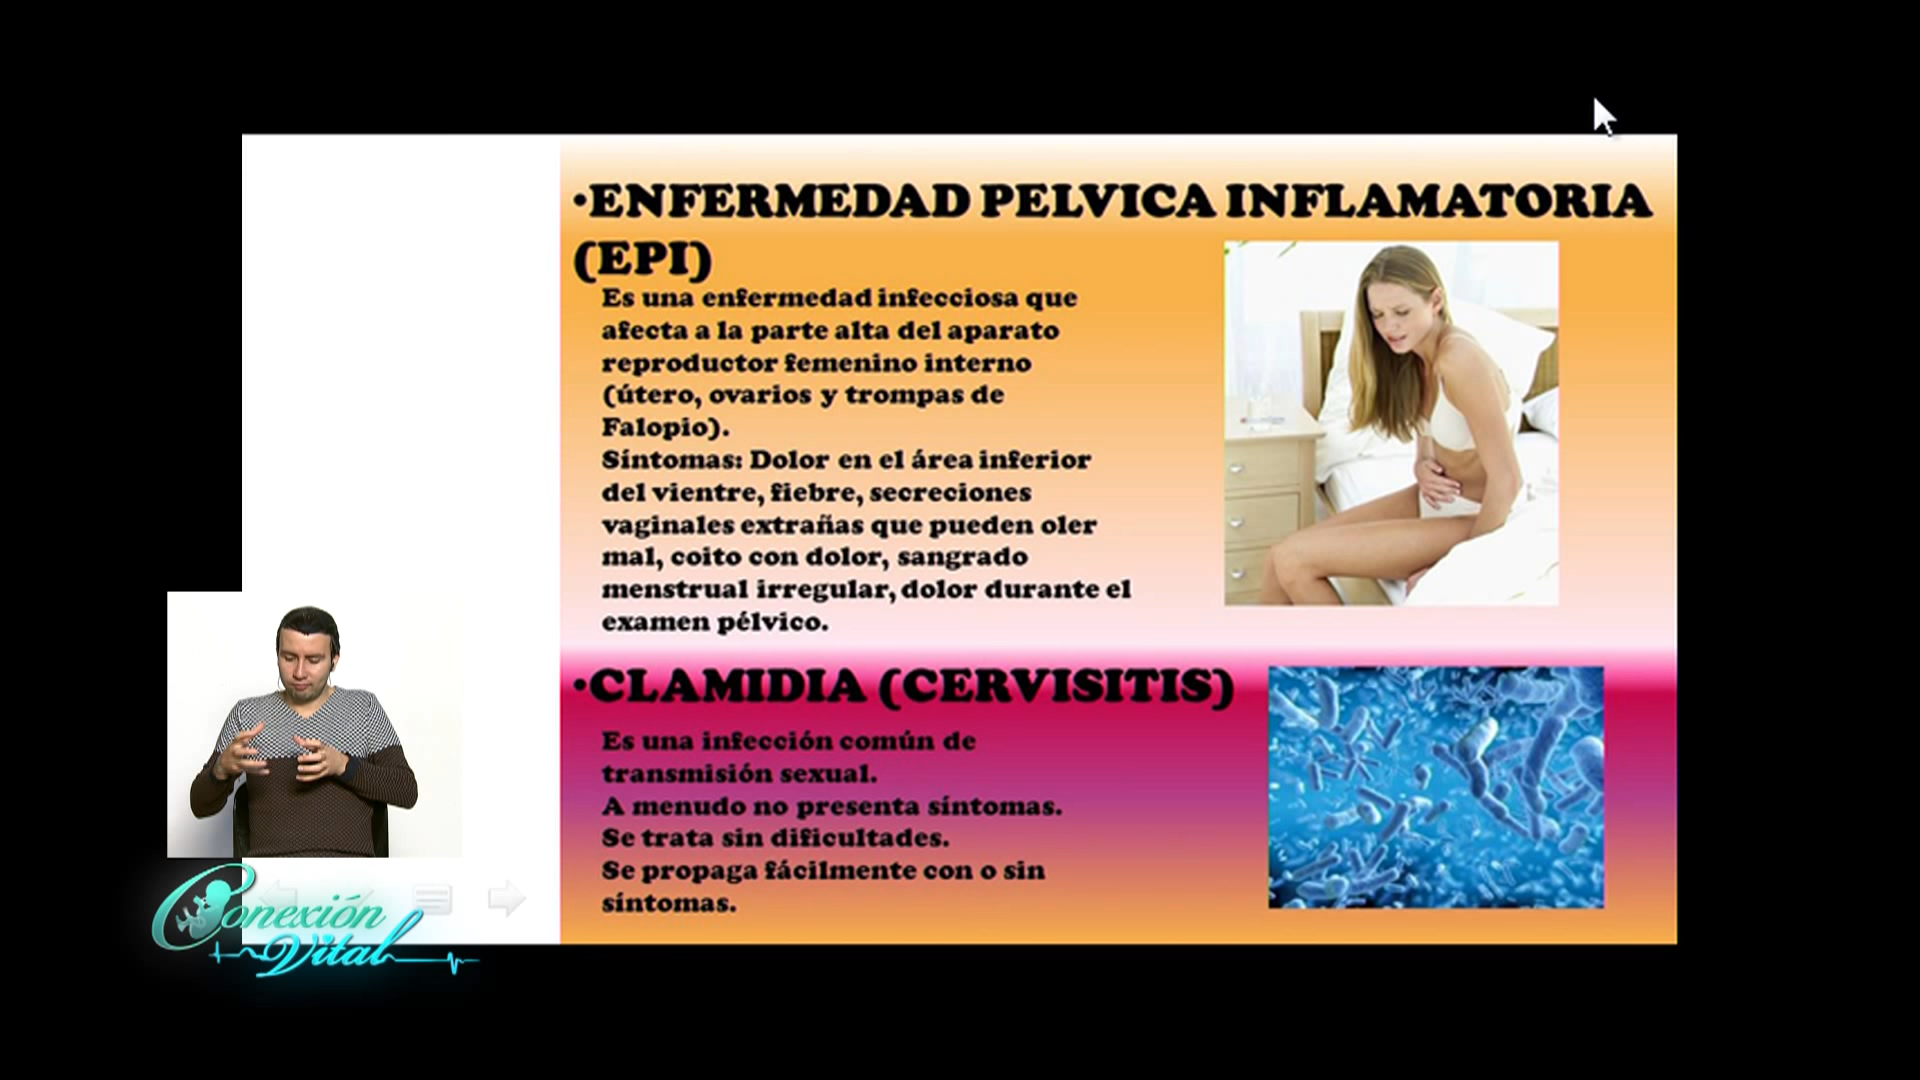 •ENFERMEDAD PELVICA INFLAMATORIA
(EPI)
Es una enfermedad infecciosa que
afecta a la parte alta del aparato
reproductor femenino interno
(útero, ovarios y trompas de
Falopio).
Síntomas: Dolor en el área inferior
del vientre, fiebre, secreciones
vaginales extrañas que pueden oler
mal, coito con dolor, sangrado
menstrual irregular, dolor durante el
examen pélvico.
•CLAMIDIA (CERVISITIS)
Es una infección común de
transmisión sexual.
A menudo no presenta síntomas.
Se trata sin dificultades.
Se propaga fácilmente con o sin
síntomas.
Conexión
Vital